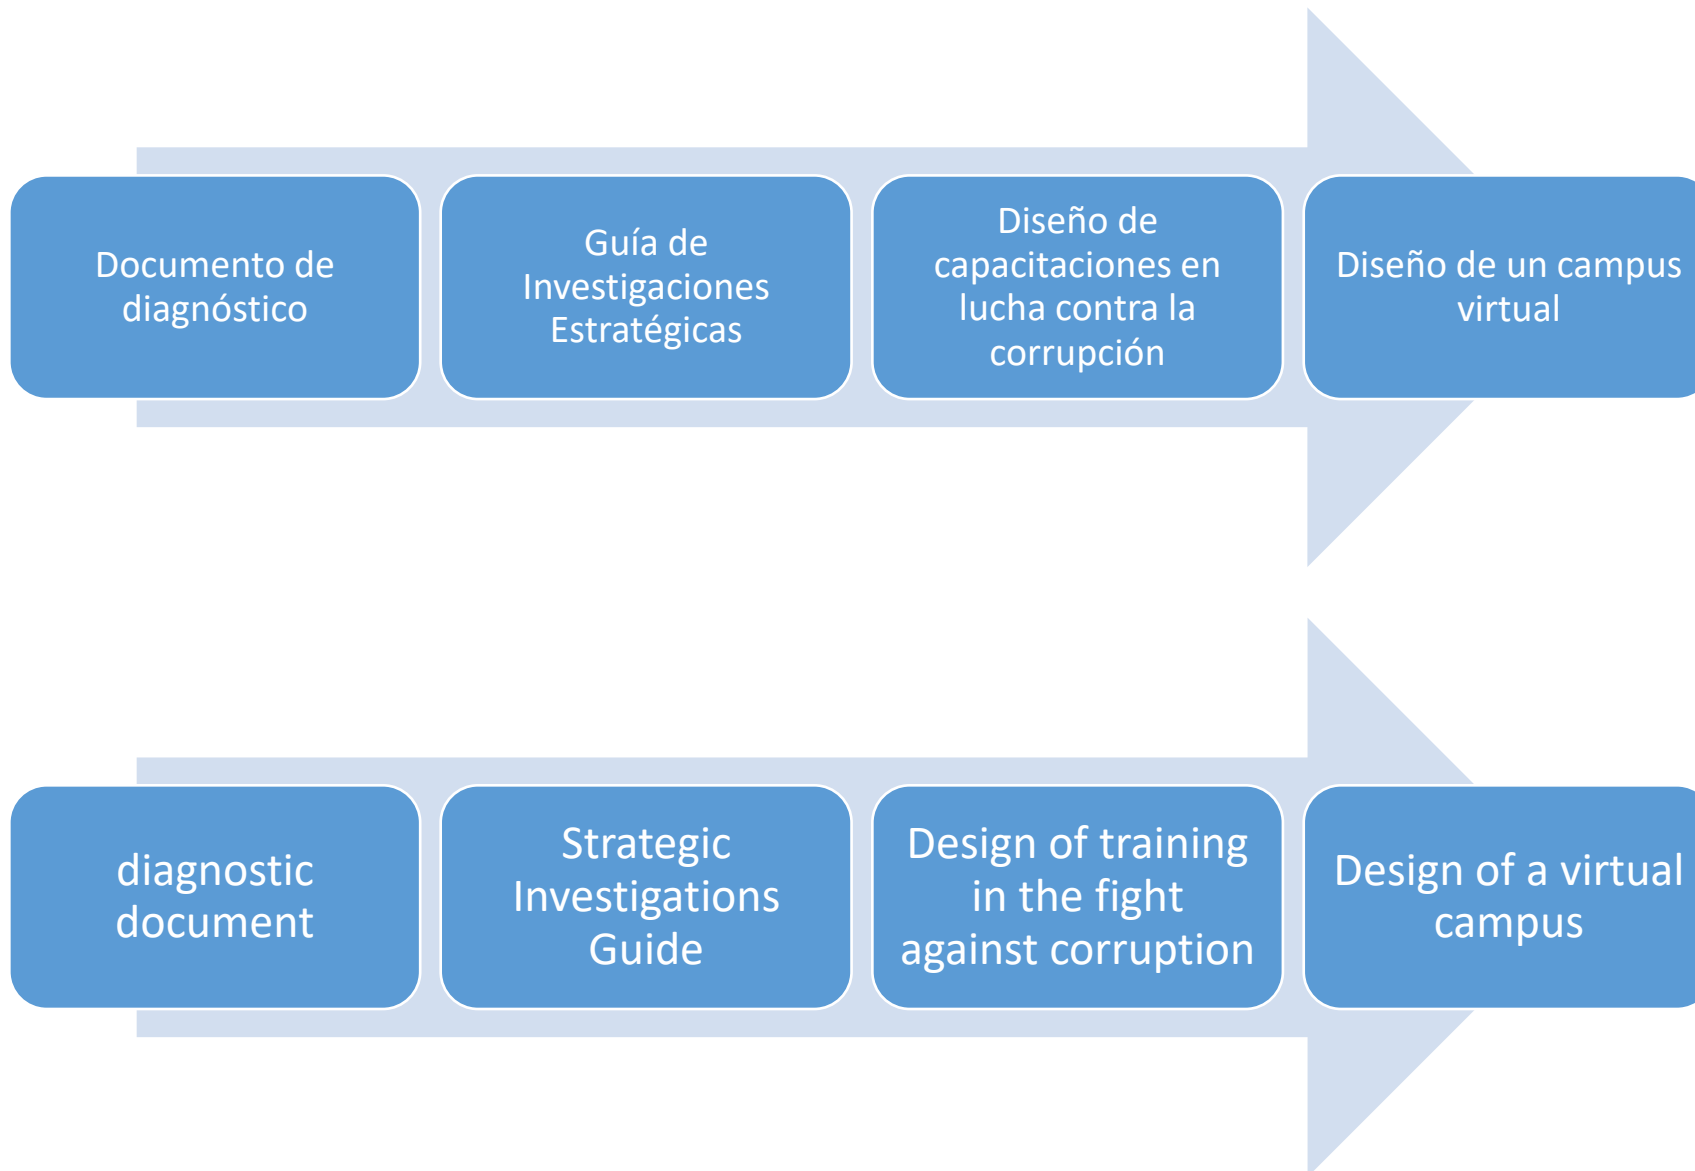 Documento de
diagnóstico
Guía de
Investigaciones
Estratégicas
Diseño de
capacitaciones en
lucha contra la
corrupción
Diseño de un campus
virtual
diagnostic
document
Strategic
Investigations
Guide
Design of training
in the fight
against corruption
Design of a virtual
campus